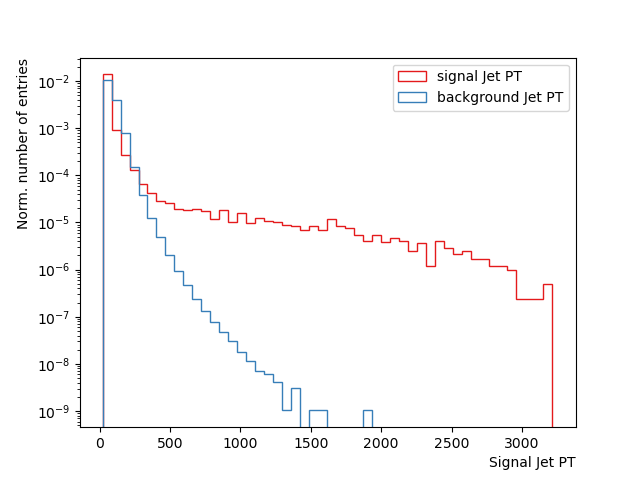 signal Jet PT
background Jet PT
Norm. number of entries
10⁻²
10⁻³
10⁻⁴
10⁻⁵
10⁻⁶
10⁻⁷
10⁻⁸
10⁻⁹
0 500 1000 1500 2000 2500 3000
Signal Jet PT